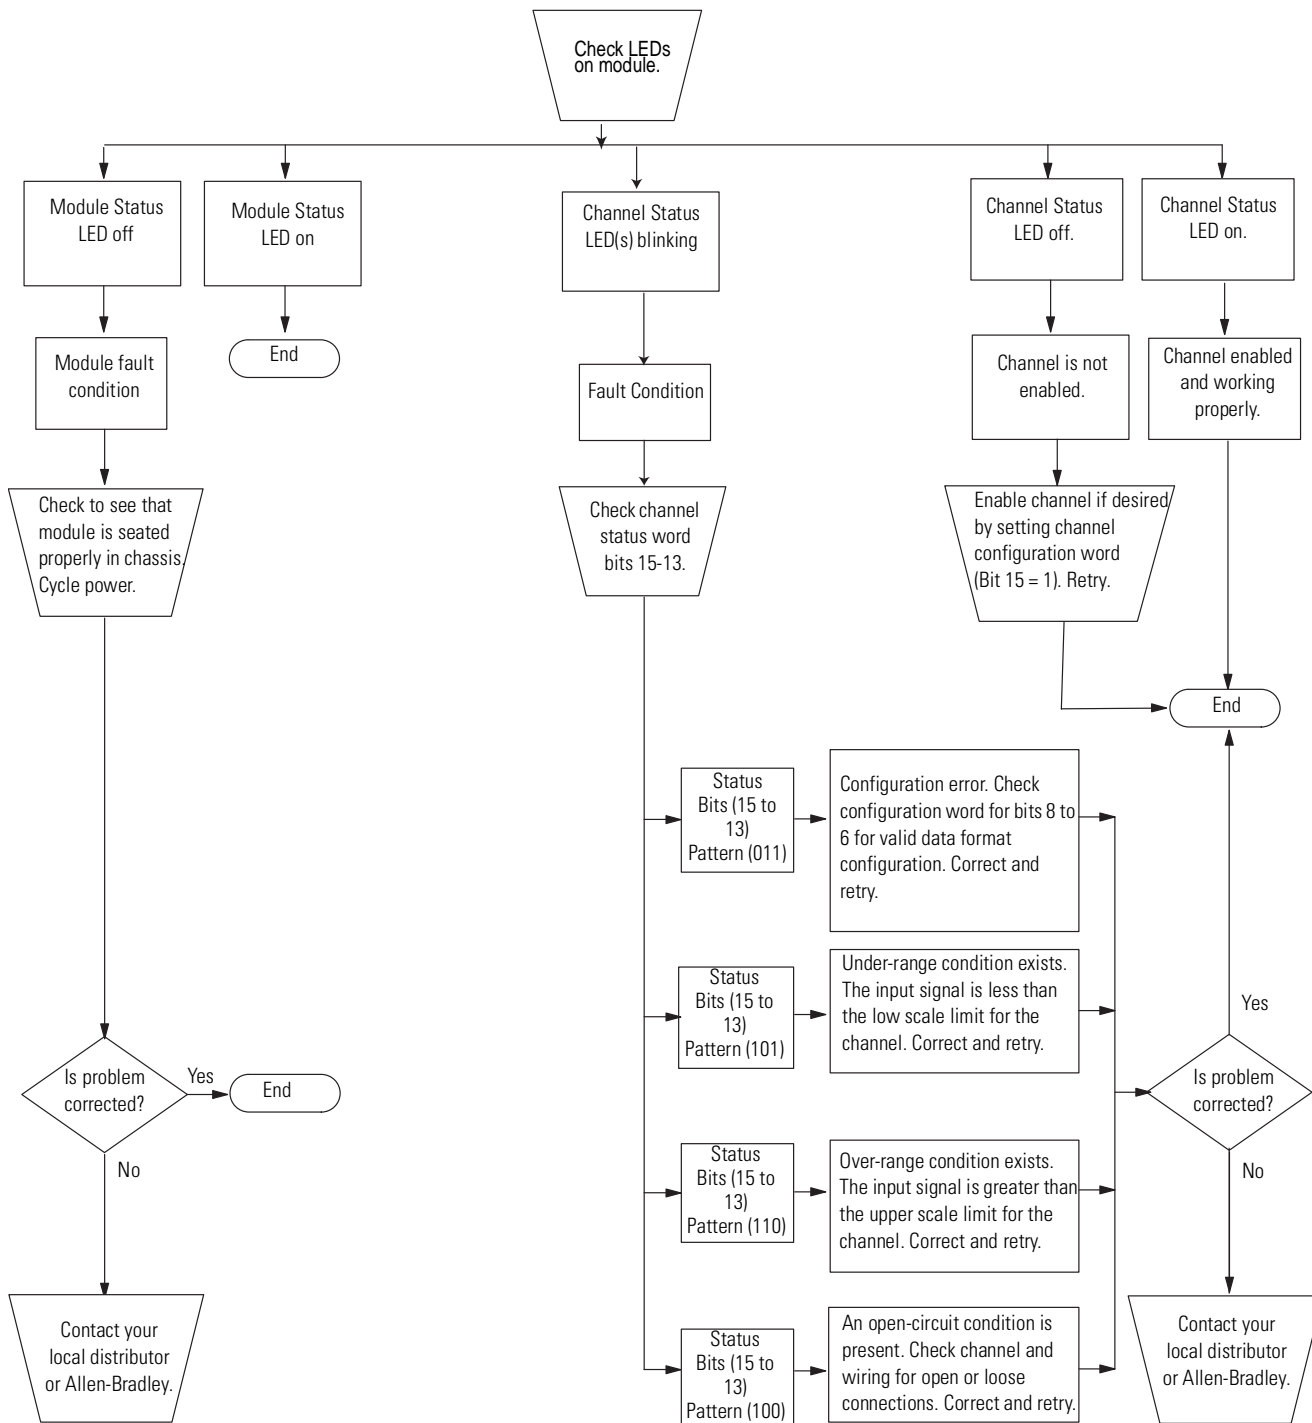 Check LEDs
on module.
Module Status
LED off
Module Status
LED on
Channel Status
LED(s) blinking
Channel Status
LED off.
Channel Status
LED on.
Module fault
condition
End
Fault Condition
Channel is not
enabled.
Channel enabled
and working
properly.
Check to see that
module is seated
properly in chassis.
Cycle power.
Check channel
status word
bits 15-13.
Enable channel if desired
by setting channel
configuration word
(Bit 15 = 1). Retry.
End
Status
Bits (15 to
13)
Pattern (011)
Configuration error. Check
configuration word for bits 8 to
6 for valid data format
configuration. Correct and
retry.
Status
Bits (15 to
13)
Pattern (101)
Under-range condition exists.
The input signal is less than
the low scale limit for the
channel. Correct and retry.
Yes
Is problem
corrected?
Yes
End
Is problem
corrected?
No
Status
Bits (15 to
13)
Pattern (110)
Over-range condition exists.
The input signal is greater than
the upper scale limit for the
channel. Correct and retry.
No
Contact your
local distributor
or Allen-Bradley.
Status
Bits (15 to
13)
Pattern (100)
An open-circuit condition is
present. Check channel and
wiring for open or loose
connections. Correct and retry.
Contact your
local distributor
or Allen-Bradley.